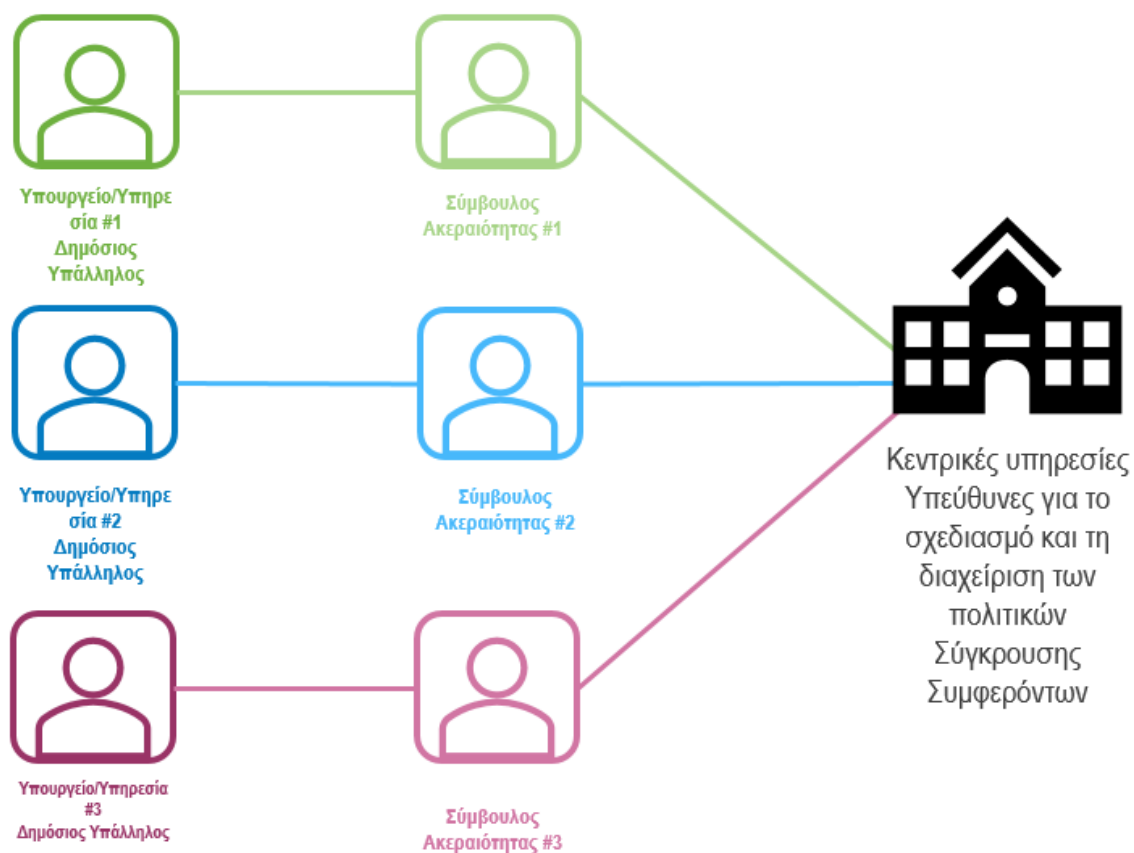 Υπουργείο/Υπηρε
σία #1
Δημόσιος
Υπάλληλος
Σύμβουλος
Ακεραιότητας #1
Υπουργείο/Υπηρε
σία #2
Δημόσιος
Υπάλληλος
Σύμβουλος
Ακεραιότητας #2
Υπουργείο/Υπηρεσία
#3
Δημόσιος Υπάλληλος
Σύμβουλος
Ακεραιότητας #3
Κεντρικές υπηρεσίες
Υπεύθυνες για το
σχεδιασμό και τη
διαχείριση των
πολιτικών
Σύγκρουσης
Συμφερόντων